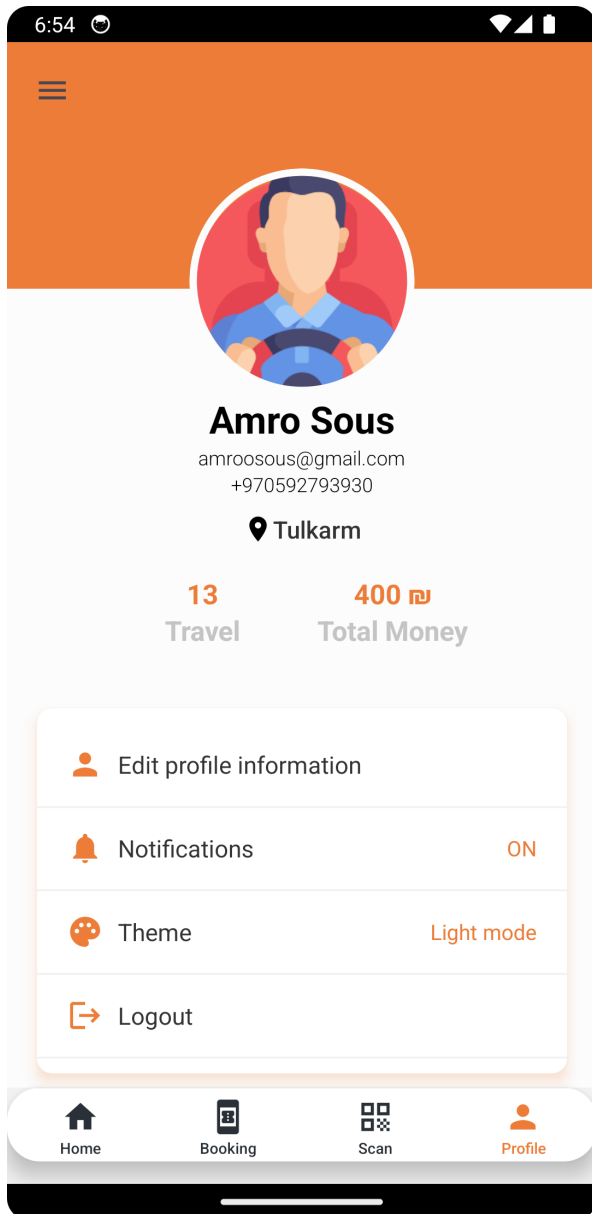 6:54
Amro Sous
amroosous@gmail.com
+970592793930
Tulkarm
13
Travel
400 ₪
Total Money
Edit profile information
Notifications ON
Theme Light mode
Logout
Home Booking Scan Profile